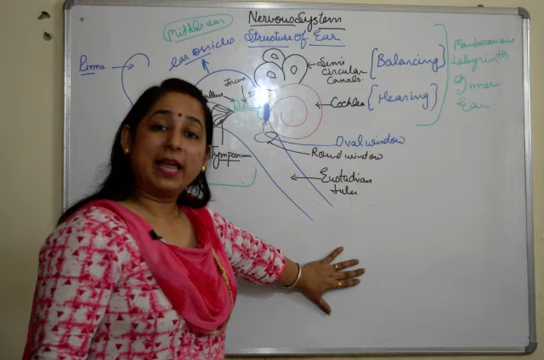 Nervous System
Structure of Ear
Middle ear
ear ossicles
Pinna
Incus
Semi
Circular
Canals
[Balancing]
Cochlea
[Hearing]
Membranous
Labyrinth
Inner
Ear
Oval window
Round window
Tympanum
Eustachian
tube